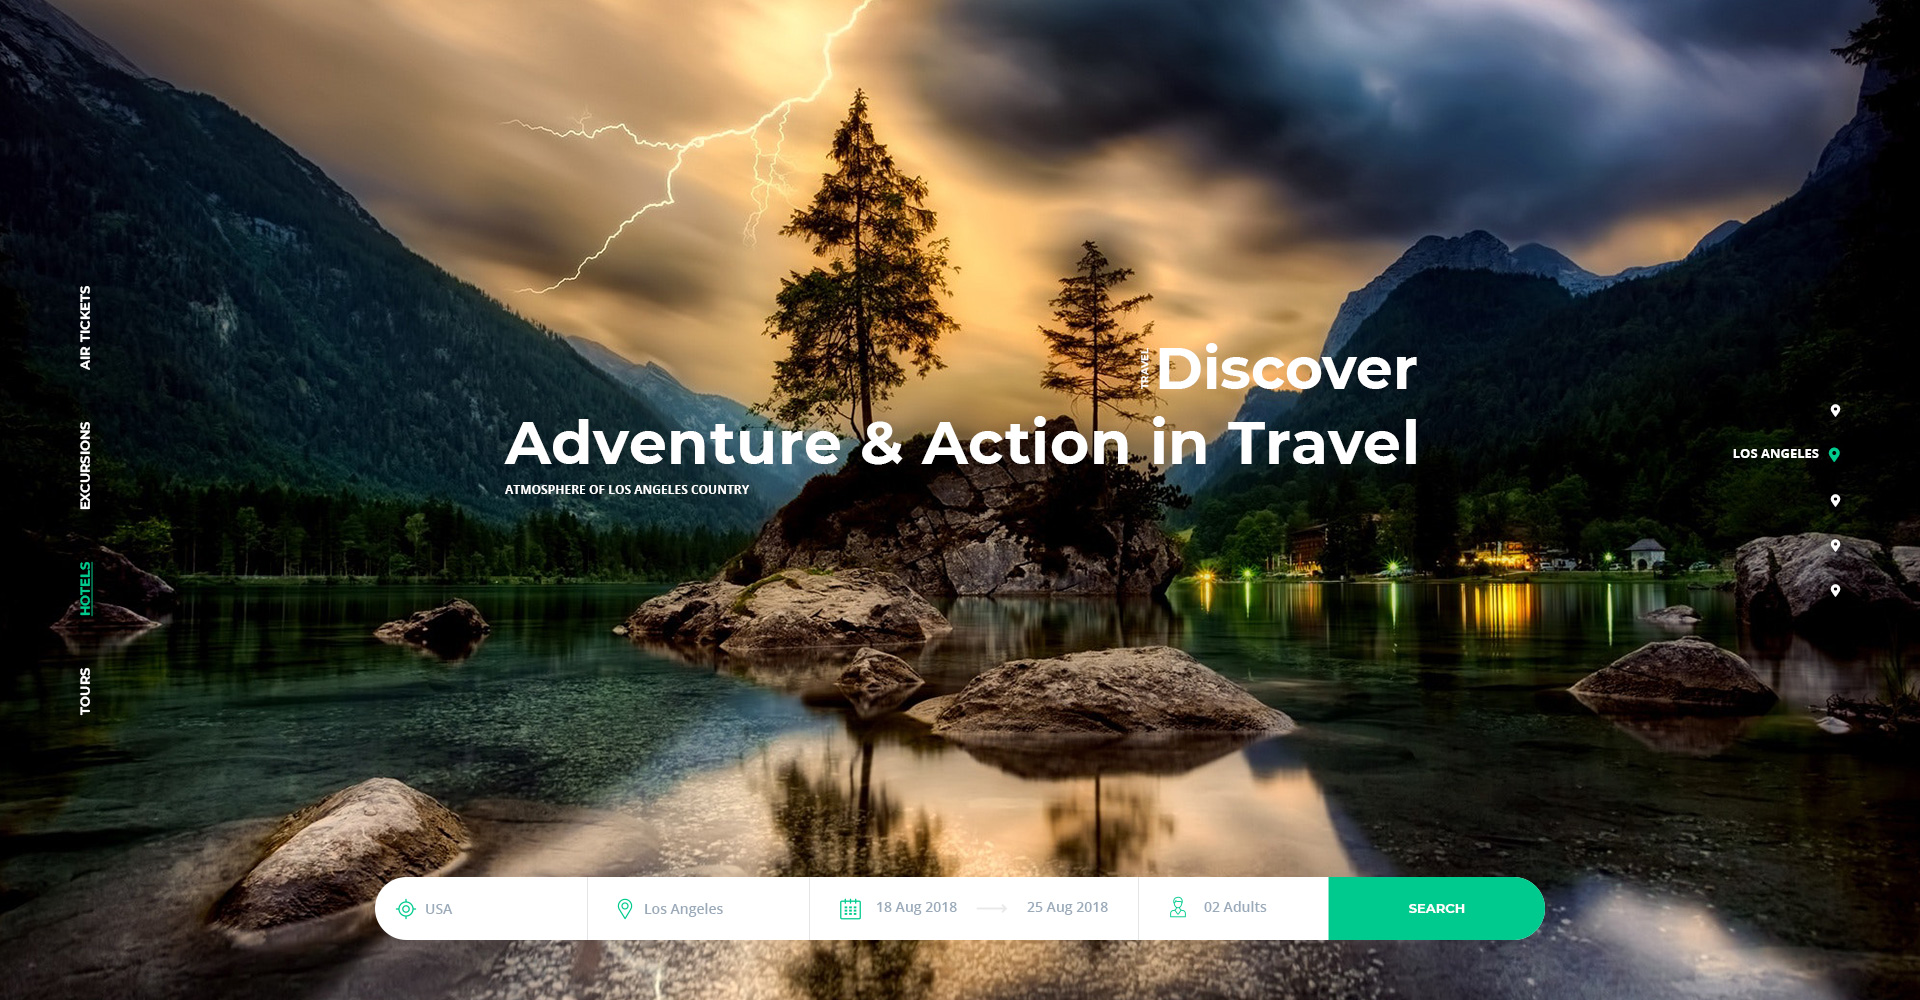 AIR TICKETS
EXCURSIONS
HOTELS
TOURS
TRAVEL
Discover
Adventure & Action in Travel
ATMOSPHERE OF LOS ANGELES COUNTRY
LOS ANGELES
USA
Los Angeles
18 Aug 2018
25 Aug 2018
02 Adults
SEARCH